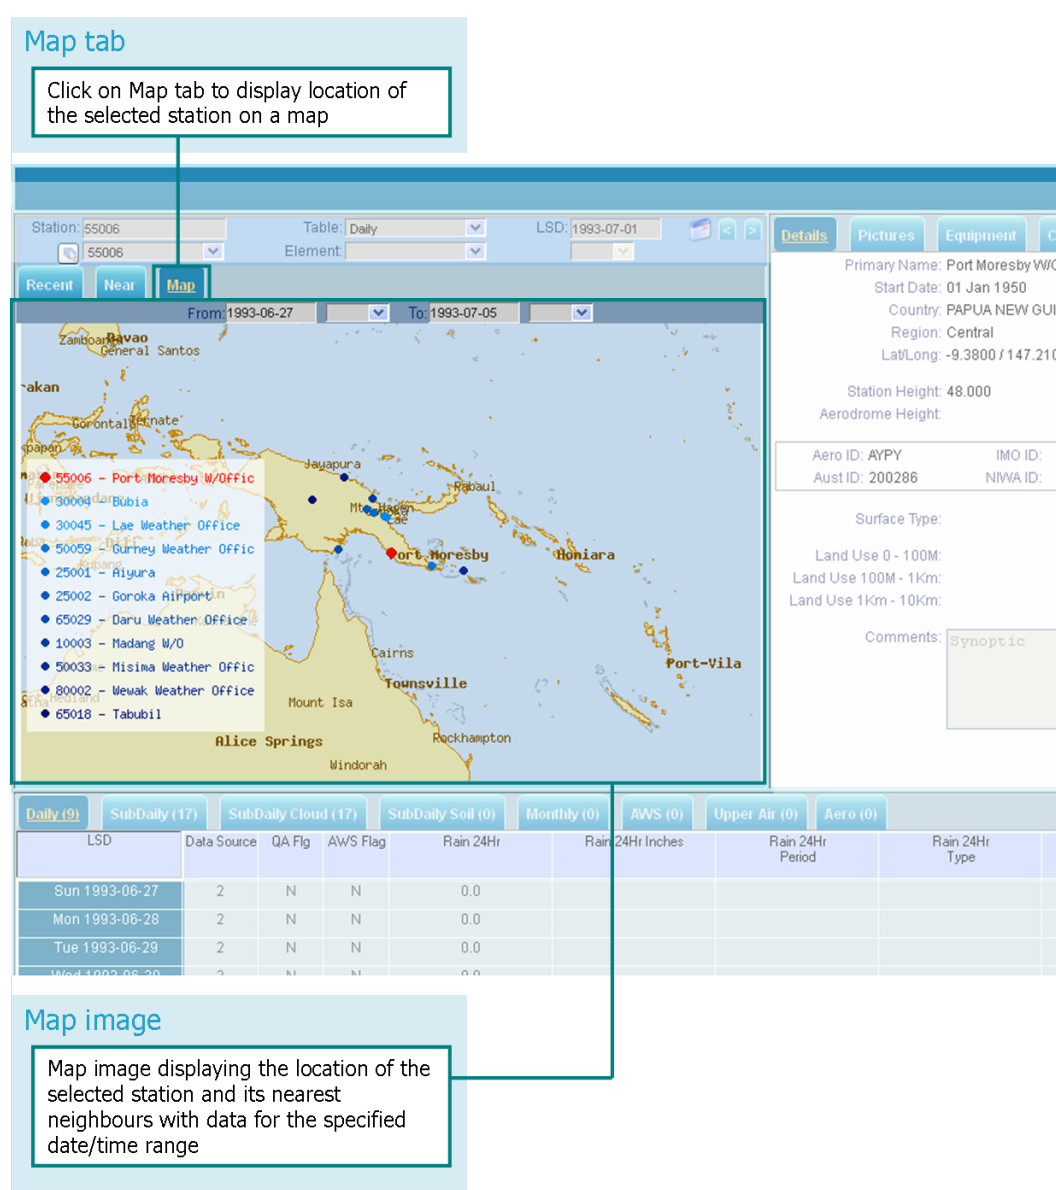 Map tab
Click on Map tab to display location of
the selected station on a map
Station: 55006 Table: Daily LSD: 1993-07-01 < >
55006 Element:
Recent Near Map
From: 1993-06-27 To: 1993-07-05
Zamboanga Davao
General Santos
Gorontalo Ternate
Jayapura
Rabaul
Mt. Hagen
Lae
Port Moresby
Honiara
Cairns
Port-Vila
Townsville
Mount Isa
Alice Springs
Rockhampton
Windorah
55006 - Port Moresby W/Offic
30004 - Bubia
30045 - Lae Weather Office
50059 - Gurney Weather Offic
25001 - Aiyura
25002 - Goroka Airport
65029 - Daru Weather Office
10003 - Madang W/O
50033 - Misima Weather Offic
80002 - Wewak Weather Office
65018 - Tabubil
Details Pictures Equipment
Primary Name: Port Moresby W/O
Start Date: 01 Jan 1950
Country: PAPUA NEW GUI
Region: Central
Lat/Long: -9.3800 / 147.210
Station Height: 48.000
Aerodrome Height:
Aero ID: AYPY IMO ID:
Aust ID: 200286 NIWA ID:
Surface Type:
Land Use 0 - 100M:
Land Use 100M - 1Km:
Land Use 1Km - 10Km:
Comments: Synoptic
Daily (9) SubDaily (17) SubDaily Cloud (17) SubDaily Soil (0) Monthly (0) AWS (0) Upper Air (0) Aero (0)
LSD Data Source QA Flg AWS Flag Rain 24Hr Rain 24Hr Inches Rain 24Hr Period Rain 24Hr Type
Sun 1993-06-27 2 N N 0.0
Mon 1993-06-28 2 N N 0.0
Tue 1993-06-29 2 N N 0.0
Map image
Map image displaying the location of the
selected station and its nearest
neighbours with data for the specified
date/time range